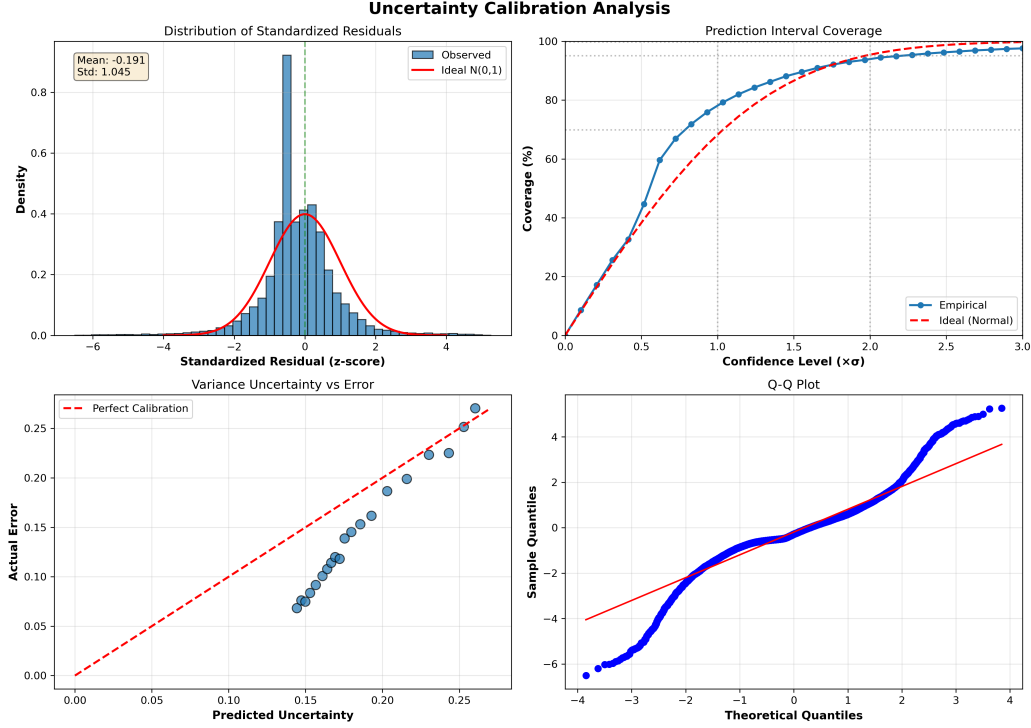 Uncertainty Calibration Analysis
Distribution of Standardized Residuals
Mean: -0.191
Std: 1.045
Observed
Ideal N(0,1)
Density
0.8
0.6
0.4
0.2
0.0
−6 −4 −2 0 2 4
Standardized Residual (z-score)
Prediction Interval Coverage
Coverage (%)
100
80
60
40
20
0
Empirical
Ideal (Normal)
0.0 0.5 1.0 1.5 2.0 2.5 3.0
Confidence Level (×σ)
Variance Uncertainty vs Error
Perfect Calibration
Actual Error
0.25
0.20
0.15
0.10
0.05
0.00
0.00 0.05 0.10 0.15 0.20 0.25
Predicted Uncertainty
Q-Q Plot
Sample Quantiles
4
2
0
−2
−4
−6
−4 −3 −2 −1 0 1 2 3 4
Theoretical Quantiles